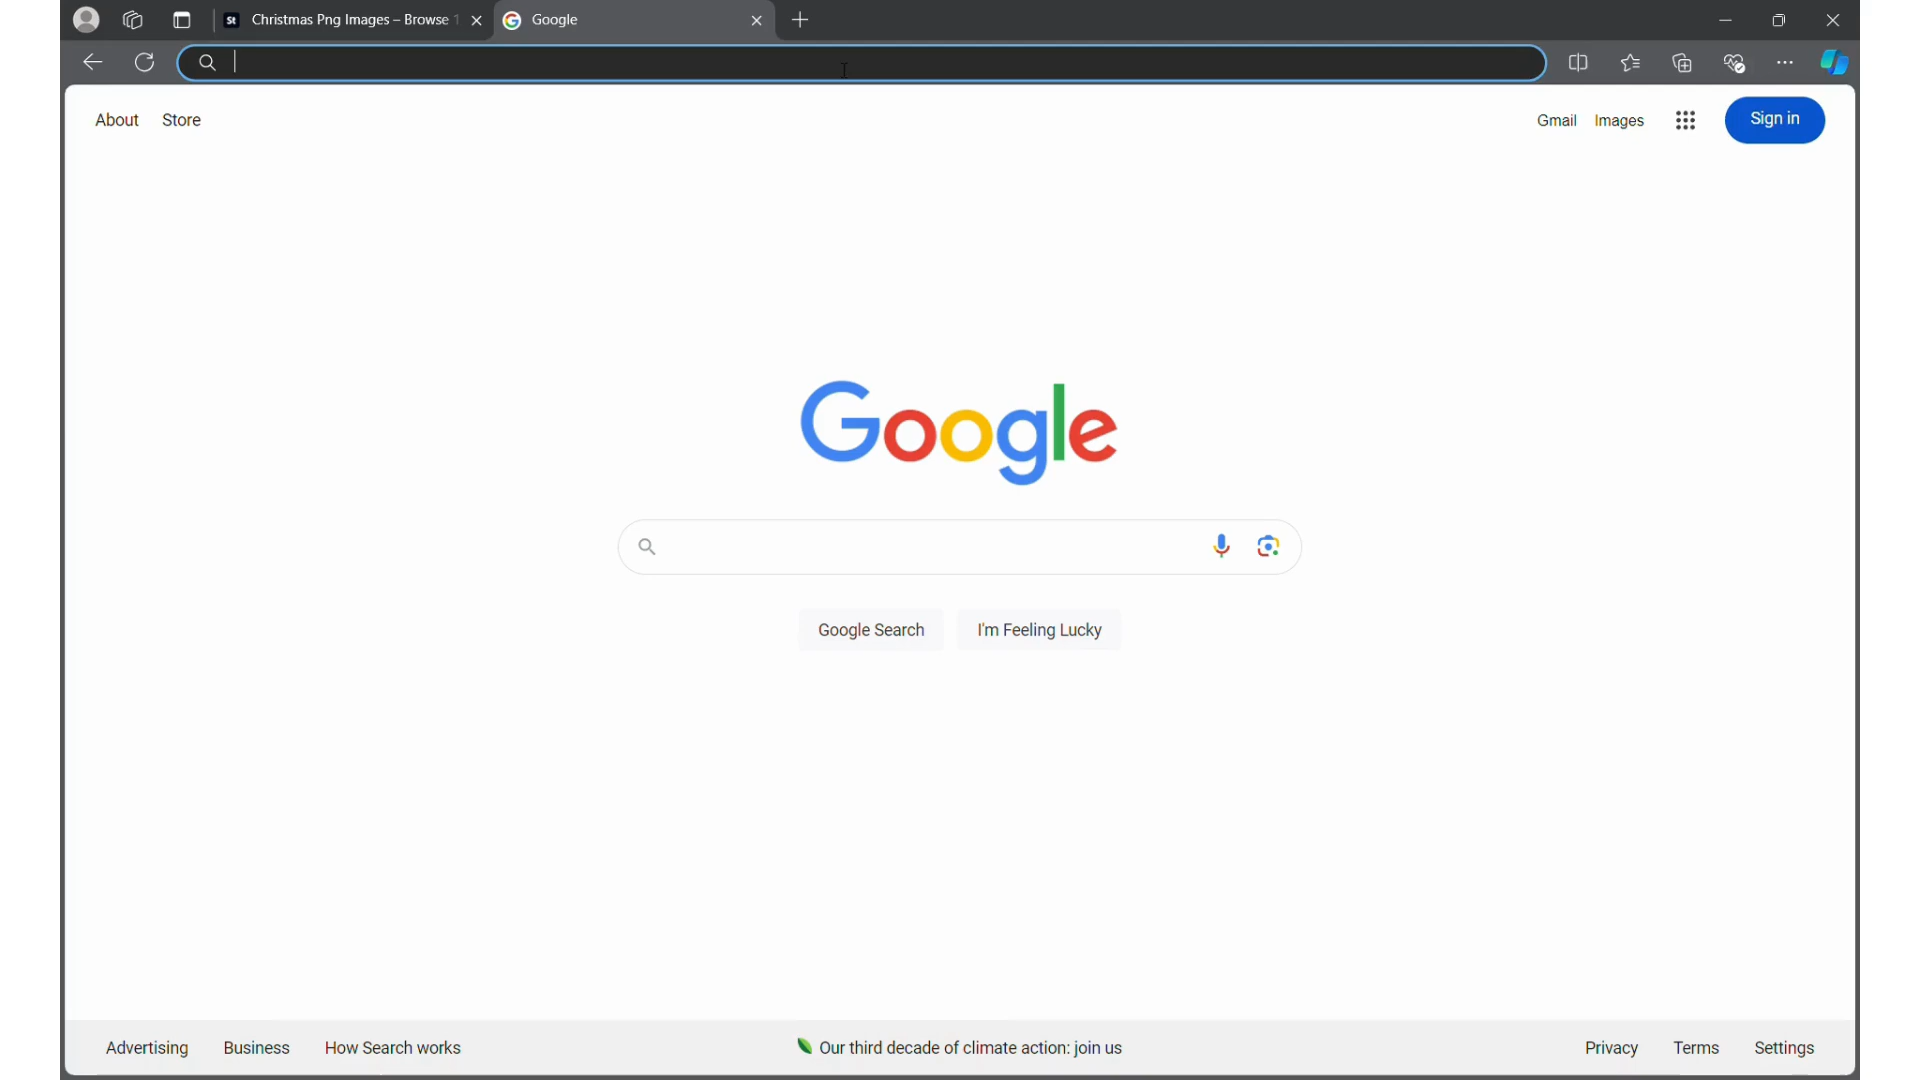 St Christmas Png Images – Browse
Google
About Store
Gmail Images
Sign in
Google
Google Search
I'm Feeling Lucky
Advertising Business How Search works
Our third decade of climate action: join us
Privacy Terms Settings